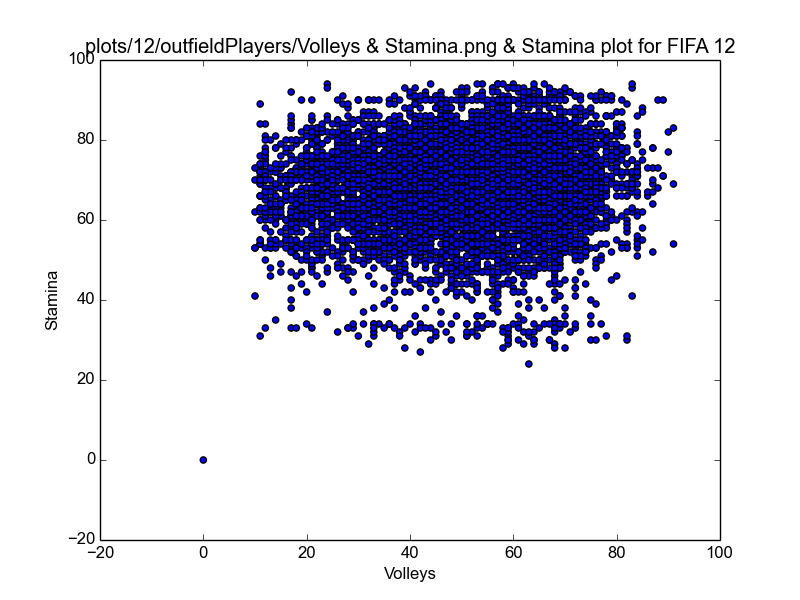 plots/12/outfieldPlayers/Volleys & Stamina.png & Stamina plot for FIFA 12
100
80
60
40
20
0
−20
−20 0 20 40 60 80 100
Stamina
Volleys